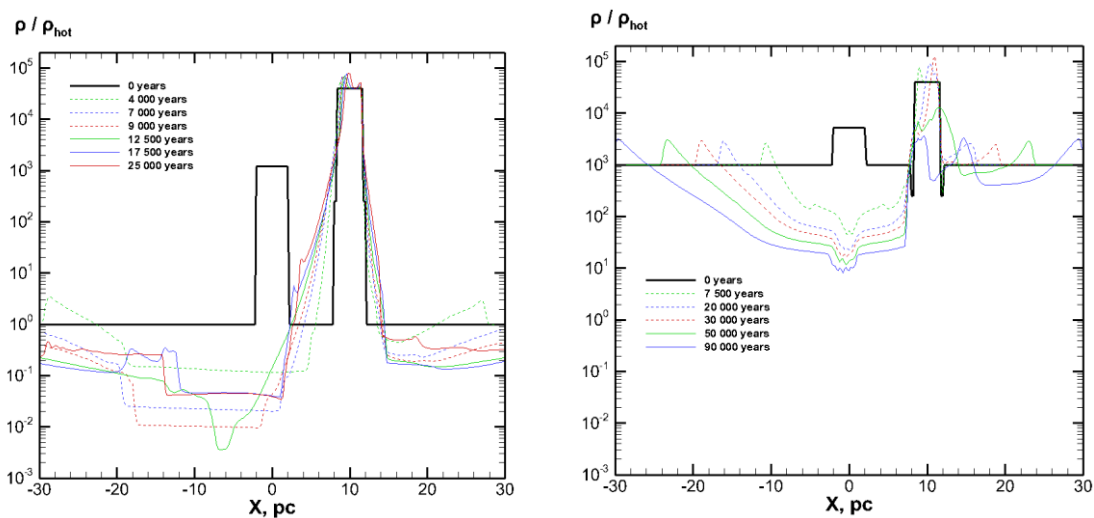 ρ / ρhot
10⁵
10⁴
10³
10²
10¹
10⁰
10⁻¹
10⁻²
10⁻³
0 years
4 000 years
7 000 years
9 000 years
12 500 years
17 500 years
25 000 years
-30 -20 -10 0 10 20 30
X, pc
ρ / ρhot
10⁵
10⁴
10³
10²
10¹
10⁰
10⁻¹
10⁻²
10⁻³
0 years
7 500 years
20 000 years
30 000 years
50 000 years
90 000 years
-30 -20 -10 0 10 20 30
X, pc